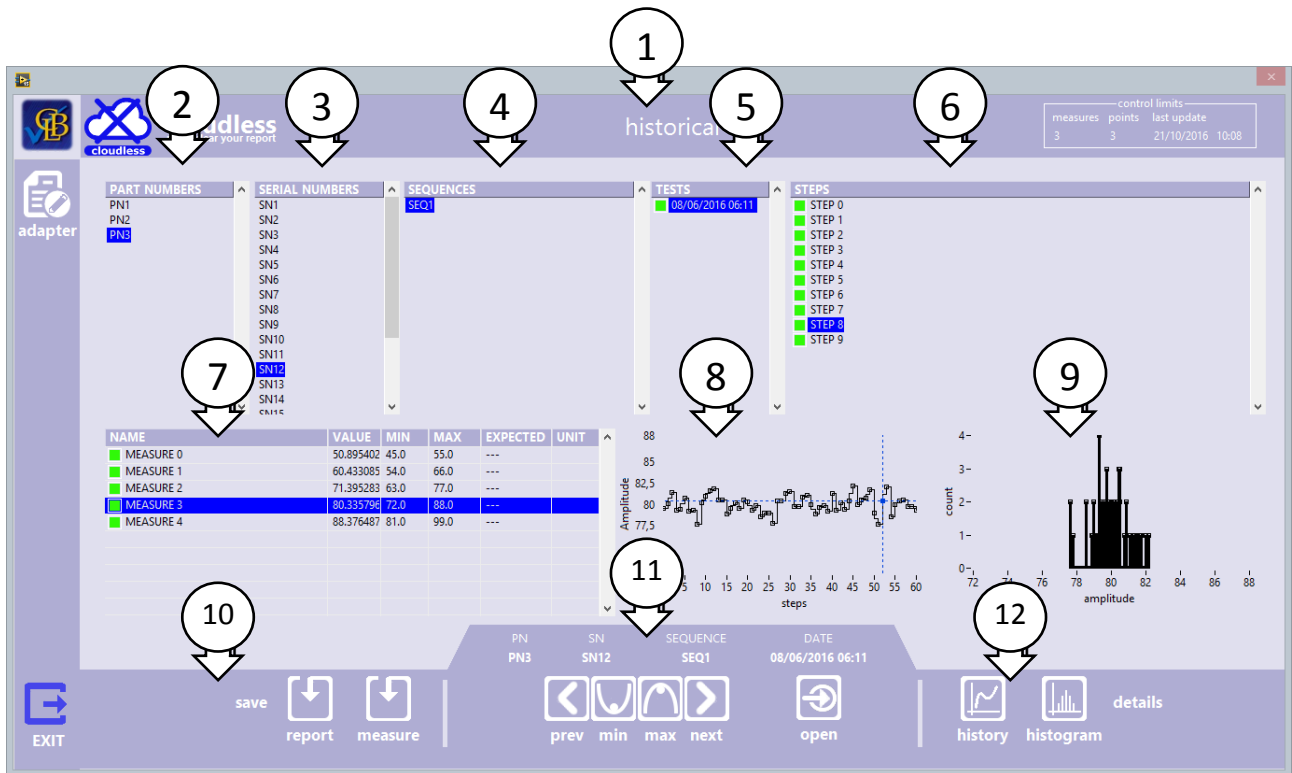 1
2
3
4
5
6
dless
ar your report
cloudless
historical
control limits
measures points last update
3 3 21/10/2016 10:08
adapter
PART NUMBERS
PN1
PN2
PN3
SERIAL NUMBERS
SN1
SN2
SN3
SN4
SN5
SN6
SN7
SN8
SN9
SN10
SN11
SN12
SN13
SN14
SN15
SEQUENCES
SEQ1
TESTS
08/06/2016 06:11
STEPS
STEP 0
STEP 1
STEP 2
STEP 3
STEP 4
STEP 5
STEP 6
STEP 7
STEP 8
STEP 9
7
8
9
NAME VALUE MIN MAX EXPECTED UNIT
MEASURE 0 50.895402 45.0 55.0 ---
MEASURE 1 60.433085 54.0 66.0 ---
MEASURE 2 71.395283 63.0 77.0 ---
MEASURE 3 80.335796 72.0 88.0 ---
MEASURE 4 88.376487 81.0 99.0 ---
Amplitude
88
85
82,5
80
77,5
5 10 15 20 25 30 35 40 45 50 55 60
steps
count
4
3
2
1
0
72 74 76 78 80 82 84 86 88
amplitude
10
11
12
PN SN SEQUENCE DATE
PN3 SN12 SEQ1 08/06/2016 06:11
save
report measure
prev min max next
open
history histogram
details
EXIT